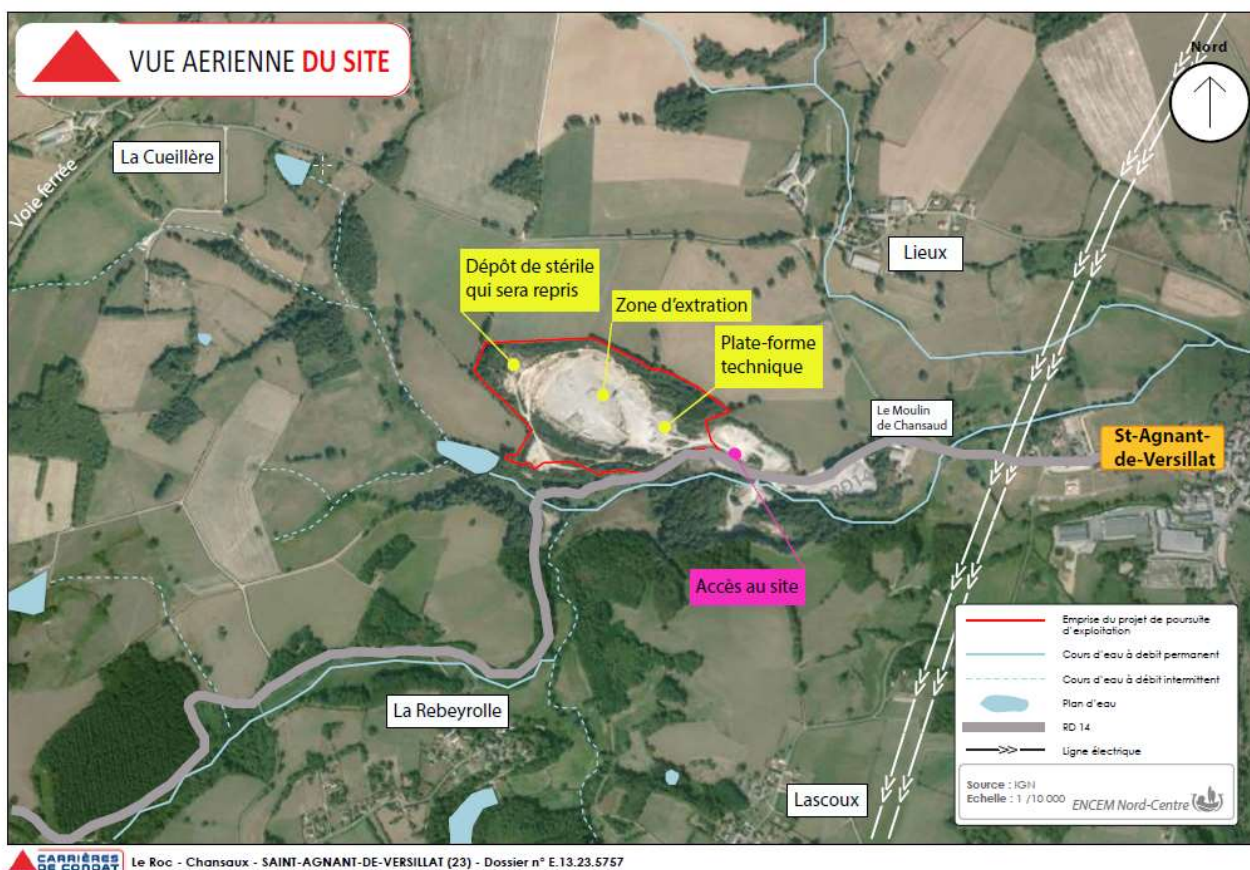 VUE AERIENNE DU SITE
Nord
La Cueillère
Voie ferrée
Lieux
Dépôt de stérile
qui sera repris
Zone d'extration
Plate-forme
technique
Le Moulin
de Chansaud
St-Agnant-
de-Versillat
RD 14
Accès au site
La Rebeyrolle
Lascoux
Emprise du projet de poursuite
d'exploitation
Cours d'eau à debit permanent
Cours d'eau à débit intermittent
Plan d'eau
RD 14
Ligne électrique
Source : IGN
Echelle : 1 /10 000
ENCEM Nord-Centre
CARRIÈRES
DE CONDAT
Le Roc - Chansaux - SAINT-AGNANT-DE-VERSILLAT (23) - Dossier n° E.13.23.5757